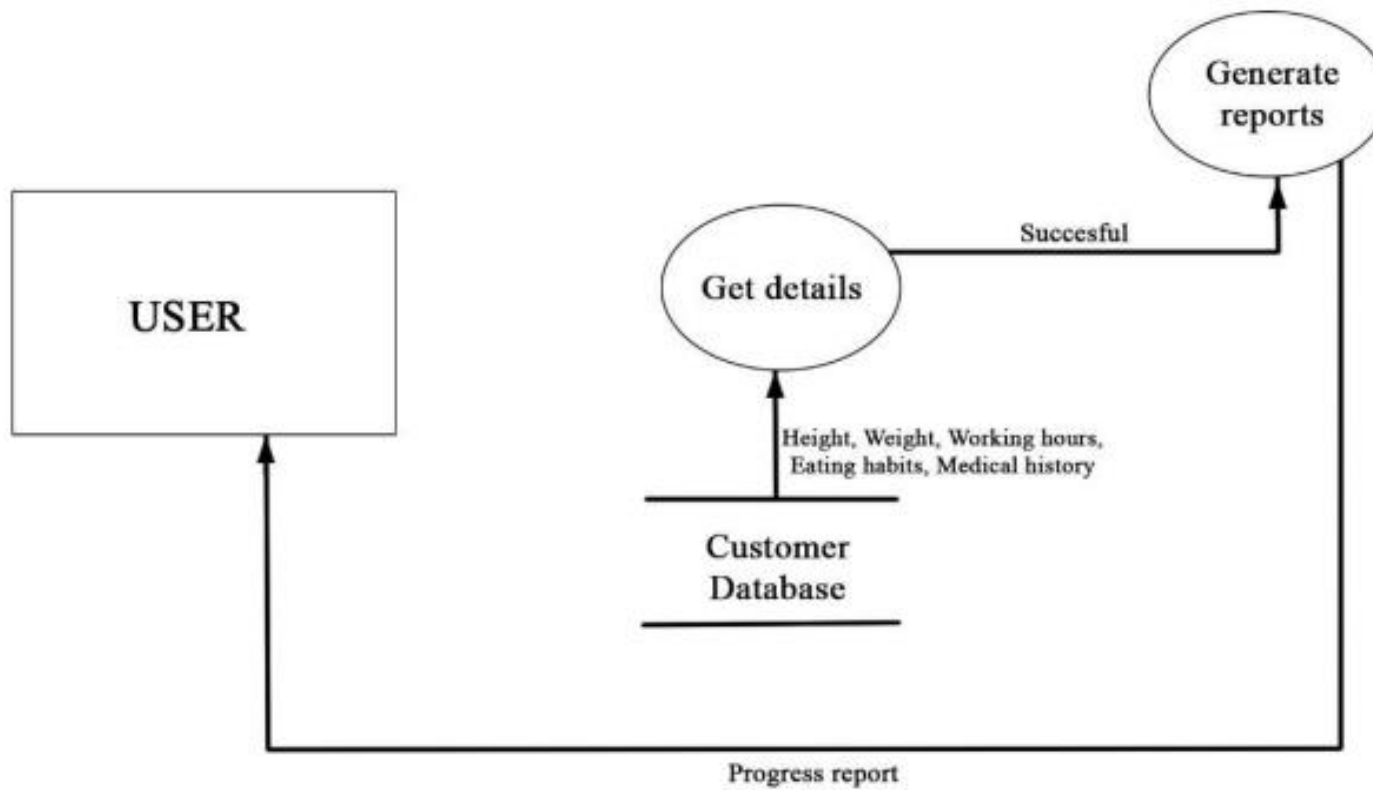 Generate
reports
Succesful
Get details
USER
Height, Weight, Working hours,
Eating habits, Medical history
Customer
Database
Progress report